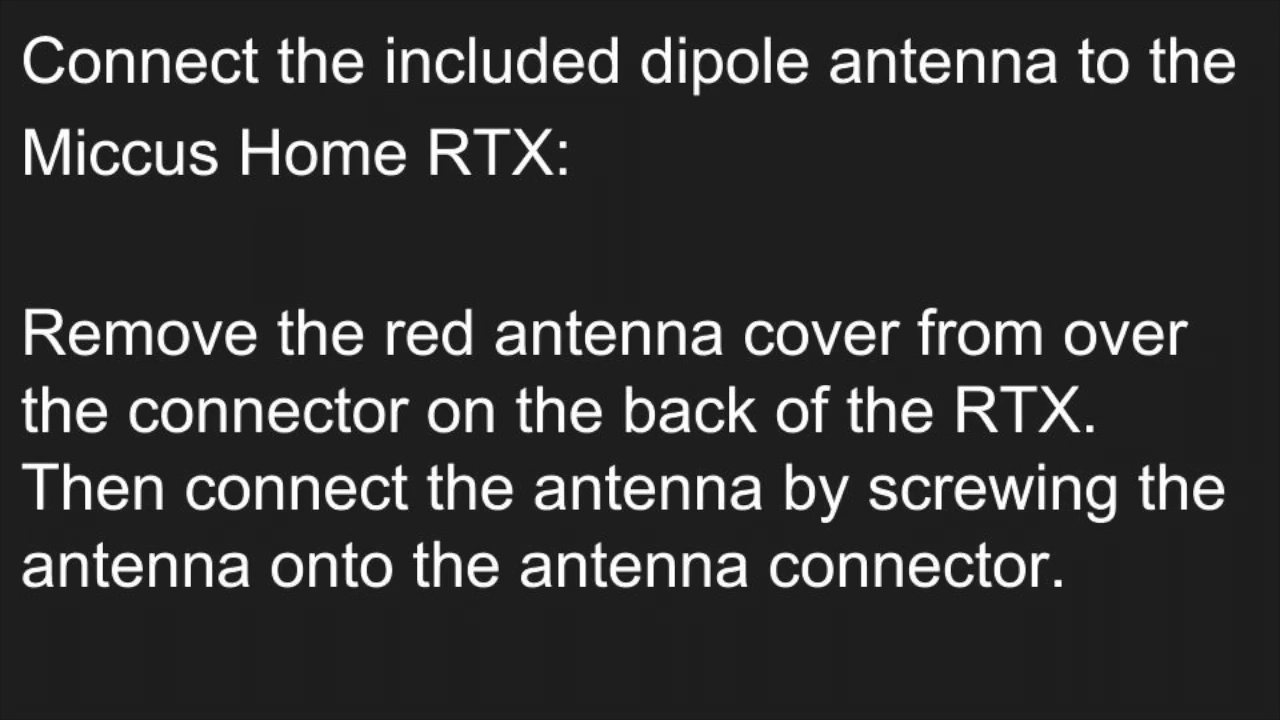 Connect the included dipole antenna to the
Miccus Home RTX:
Remove the red antenna cover from over
the connector on the back of the RTX.
Then connect the antenna by screwing the
antenna onto the antenna connector.